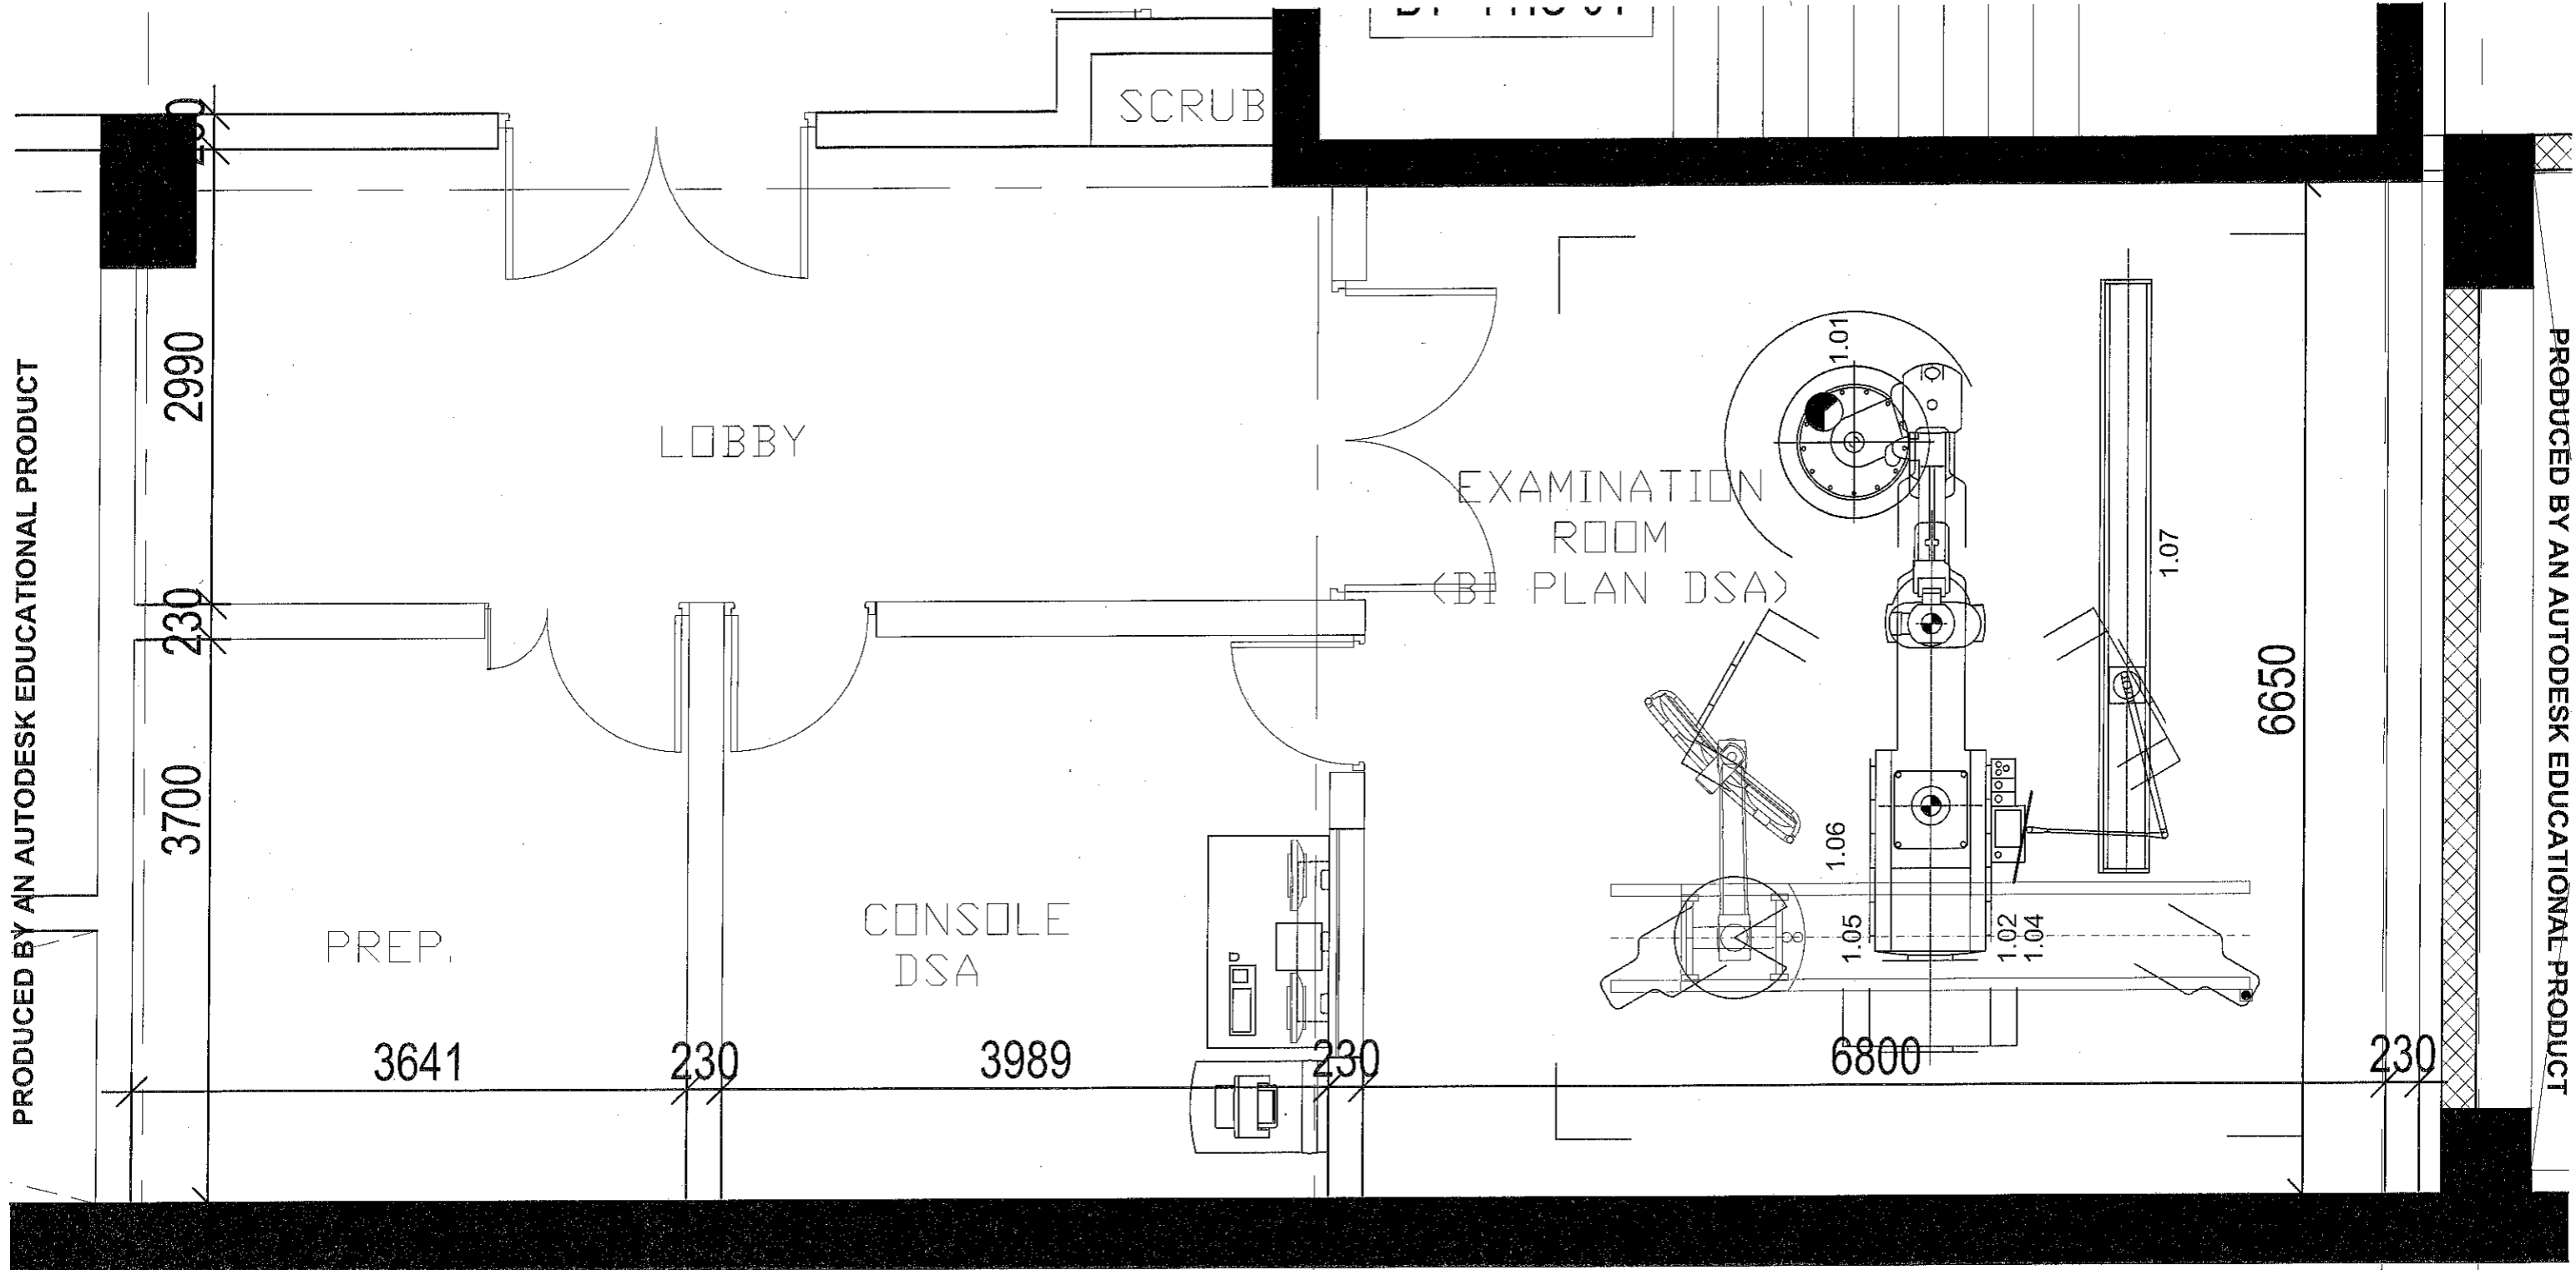 SCRUB
2990
LOBBY
1.01
EXAMINATION
ROOM
(BI PLAN DSA)
1.07
230
6650
3700
1.06
CONSOLE
DSA
PREP.
1.05
1.02
1.04
3641
230
3989
230
6800
230
PRODUCED BY AN AUTODESK EDUCATIONAL PRODUCT
PRODUCED BY AN AUTODESK EDUCATIONAL PRODUCT